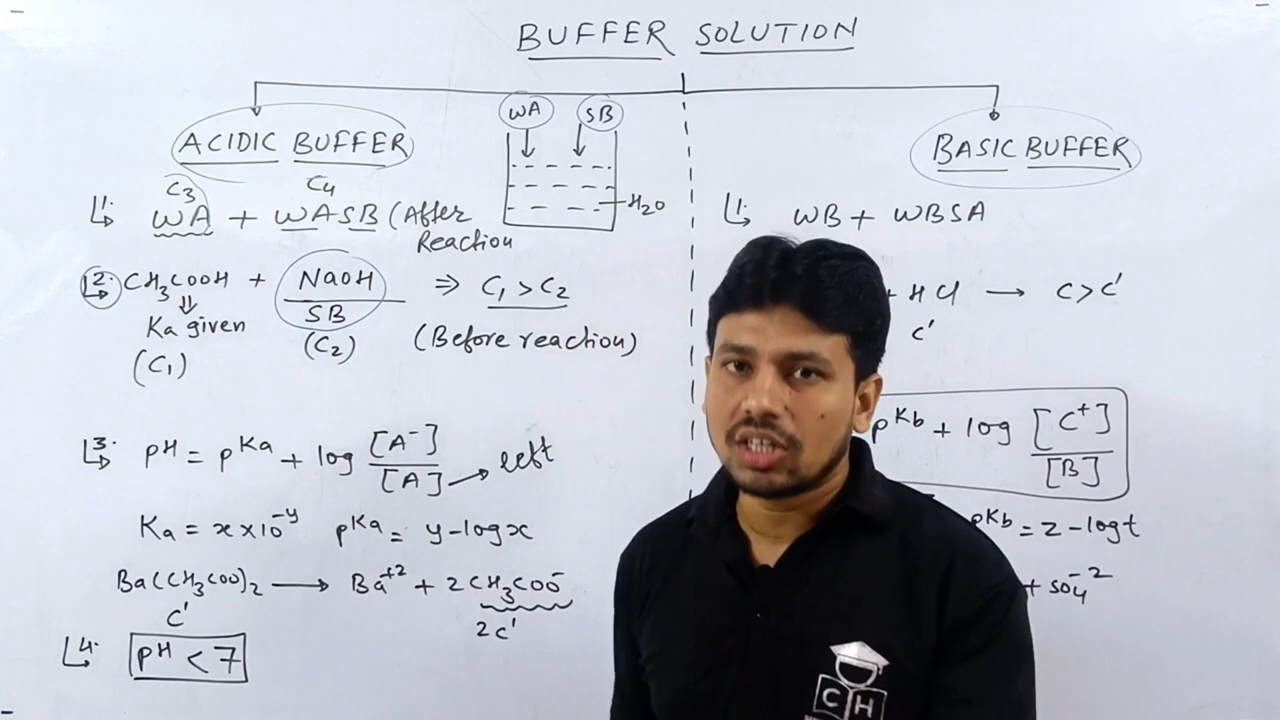 BUFFER SOLUTION
ACIDIC BUFFER
WA SB
H₂O
BASIC BUFFER
C₃ C₄
1. WA + WASB (After
Reaction
2. CH₃COOH + NaOH ⇒ C₁ > C₂
SB
Ka given
(C₁) (C₂) (Before reaction)
3. pH = pKa + log [A⁻]/[A] → left
Ka = x × 10⁻ʸ pKa = y - log x
Ba(CH₃COO)₂ → Ba⁺² + 2CH₃COO⁻
C' 2C'
4. pH < 7
1. WB + WBSA
+ HCl → C > C'
C'
pKb + log [C⁺]/[B]
pKb = z - log t
+ SO₄⁻²
CH